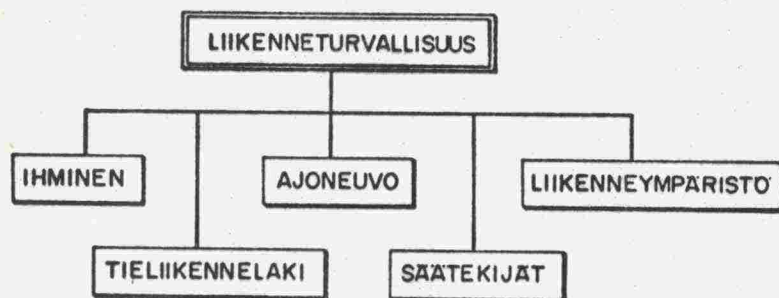 LIIKENNETURVALLISUUS
IHMINEN
AJONEUVO
LIIKENNEYMPÄRISTÖ
TIELIIKENNELAKI
SÄÄTEKIJÄT